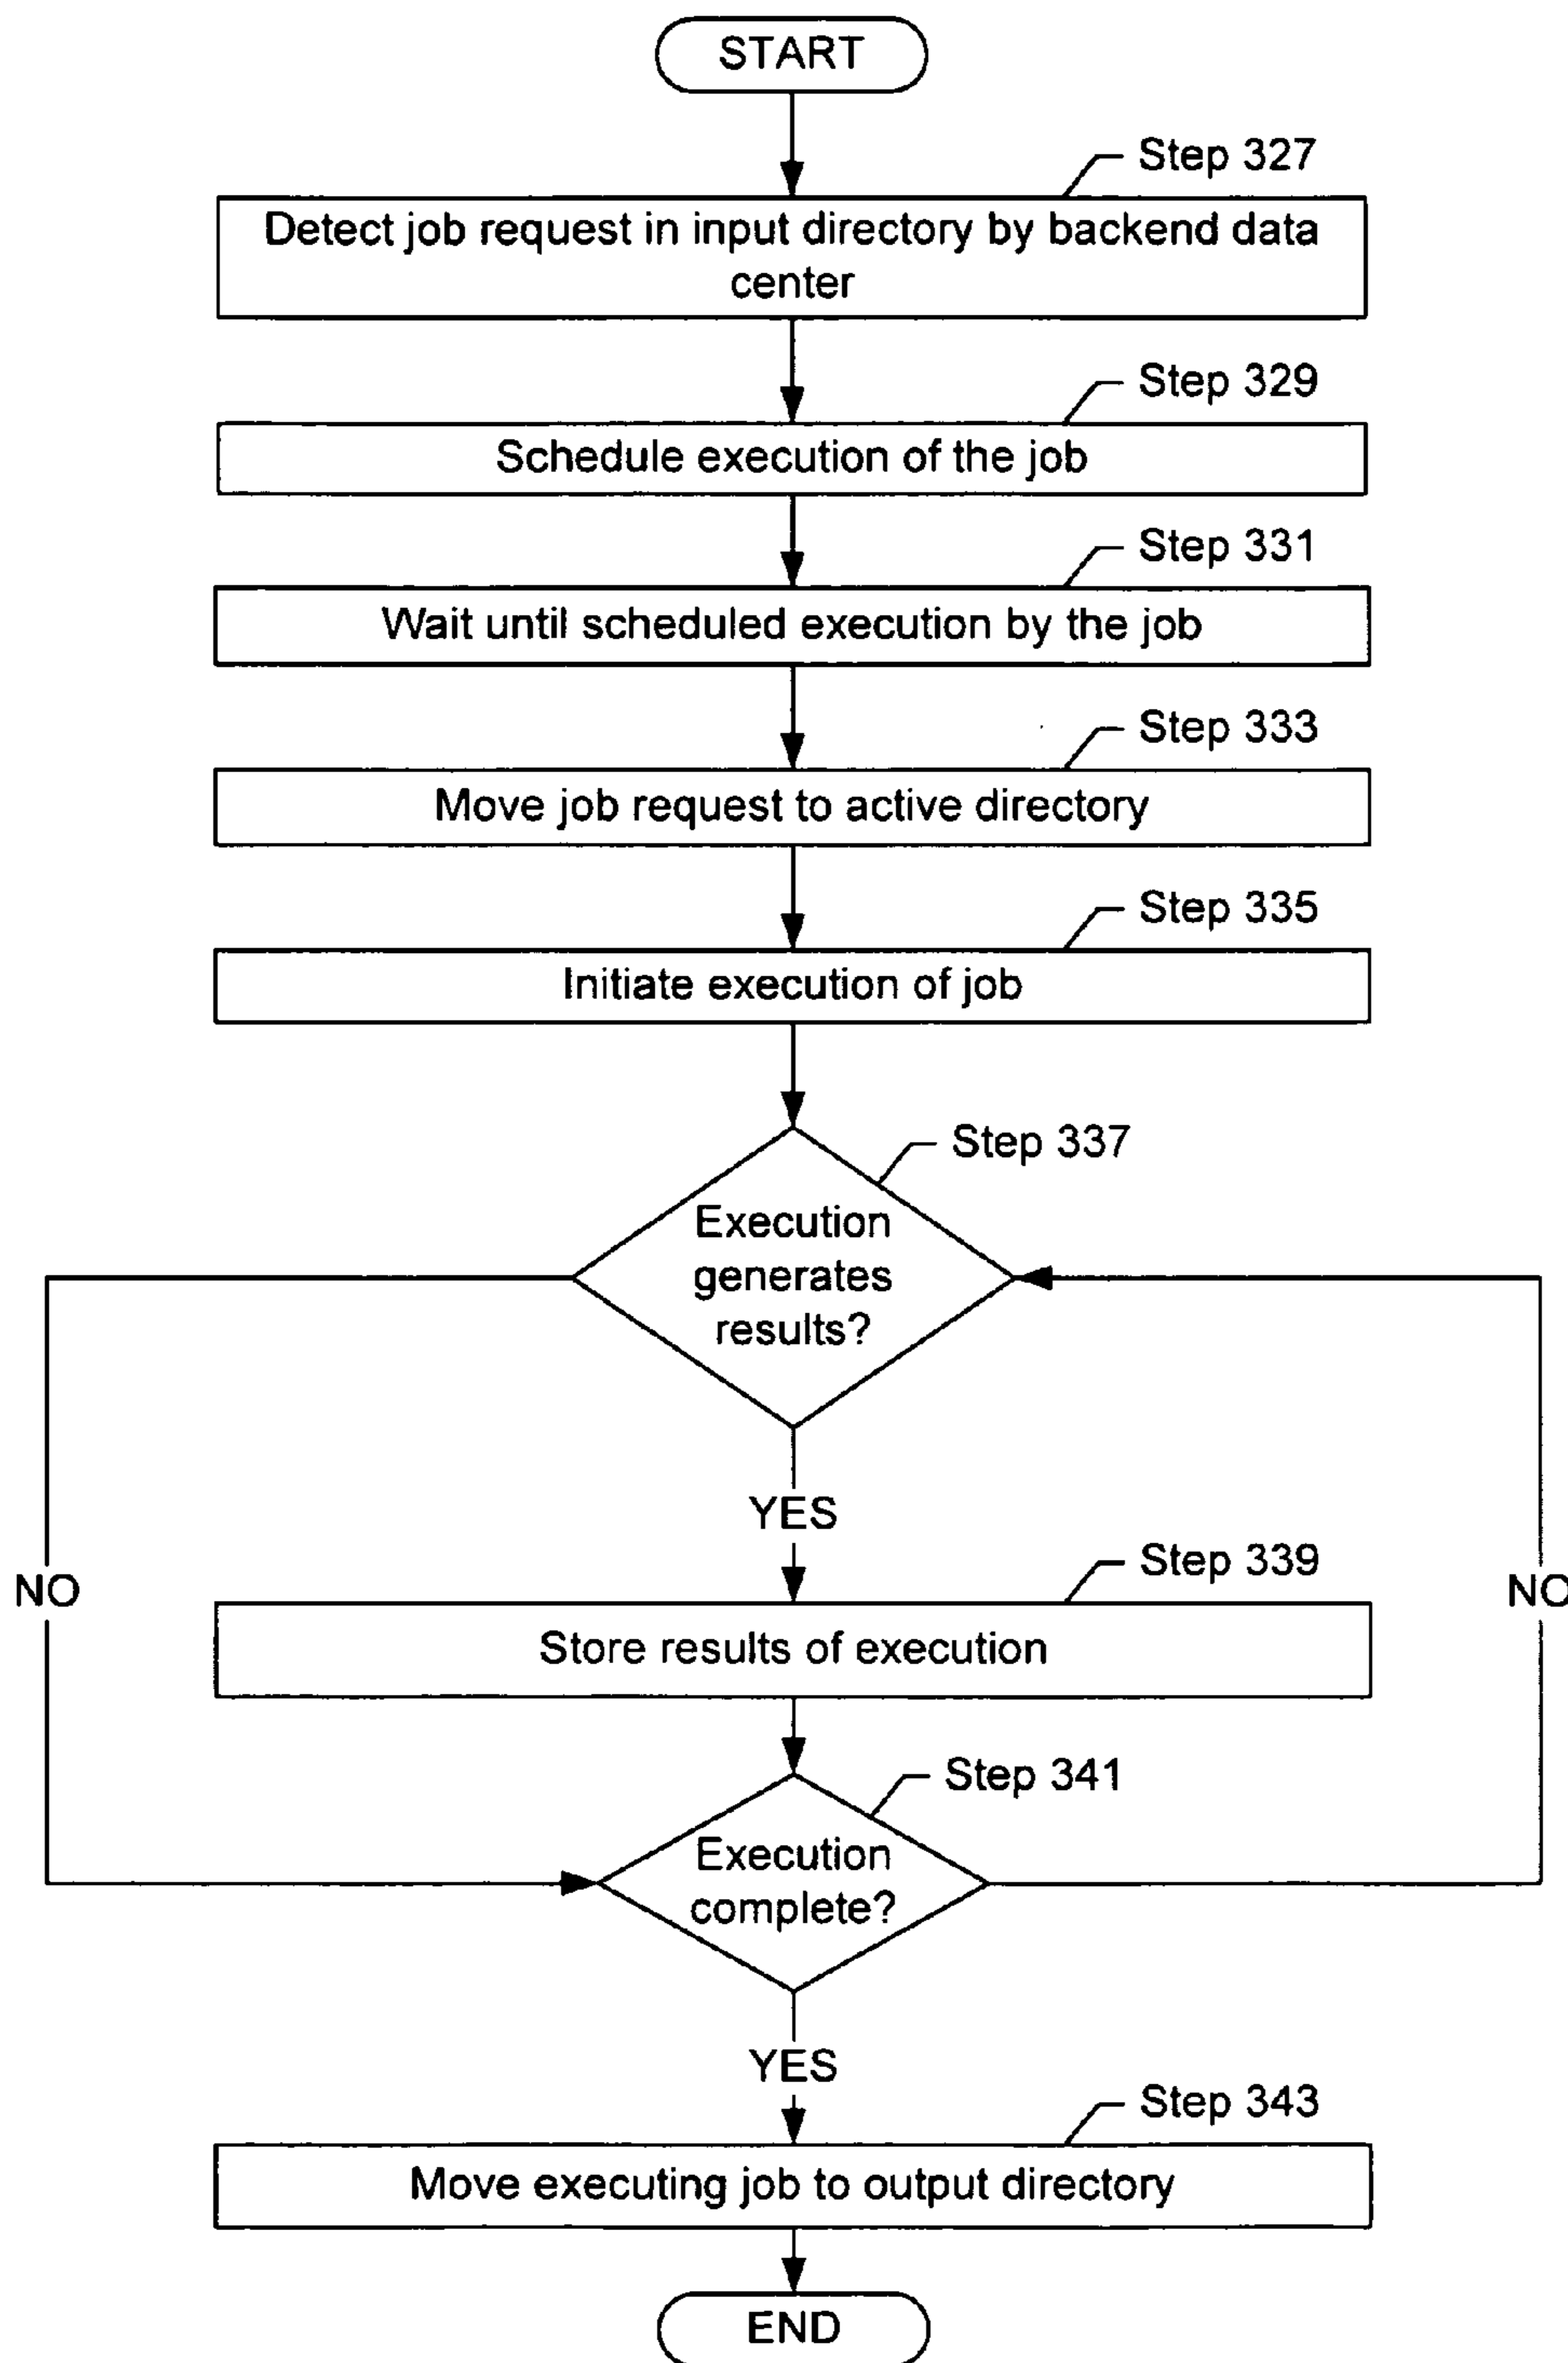 START
Step 327
Detect job request in input directory by backend data
center
Step 329
Schedule execution of the job
Step 331
Wait until scheduled execution by the job
Step 333
Move job request to active directory
Step 335
Initiate execution of job
Step 337
Execution
generates
results?
YES
Step 339
NO
NO
Store results of execution
Step 341
Execution
complete?
YES
Step 343
Move executing job to output directory
END